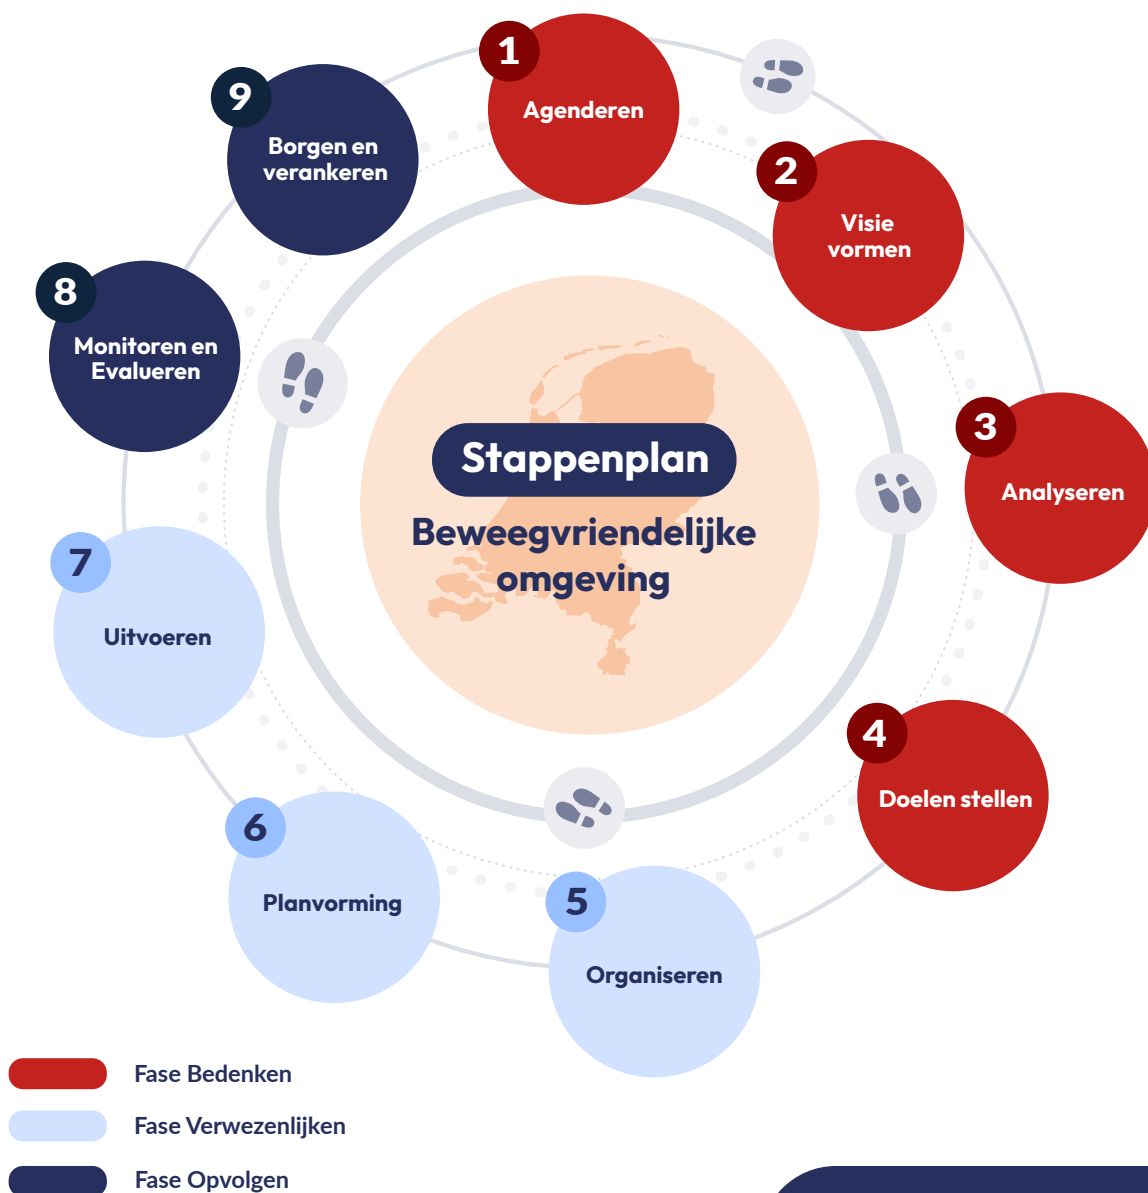 1
Agenderen
2
Visie
vormen
3
Analyseren
4
Doelen stellen
5
Organiseren
6
Planvorming
7
Uitvoeren
8
Monitoren en
Evalueren
9
Borgen en
verankeren
Stappenplan
Beweegvriendelijke
omgeving
Fase Bedenken
Fase Verwezenlijken
Fase Opvolgen